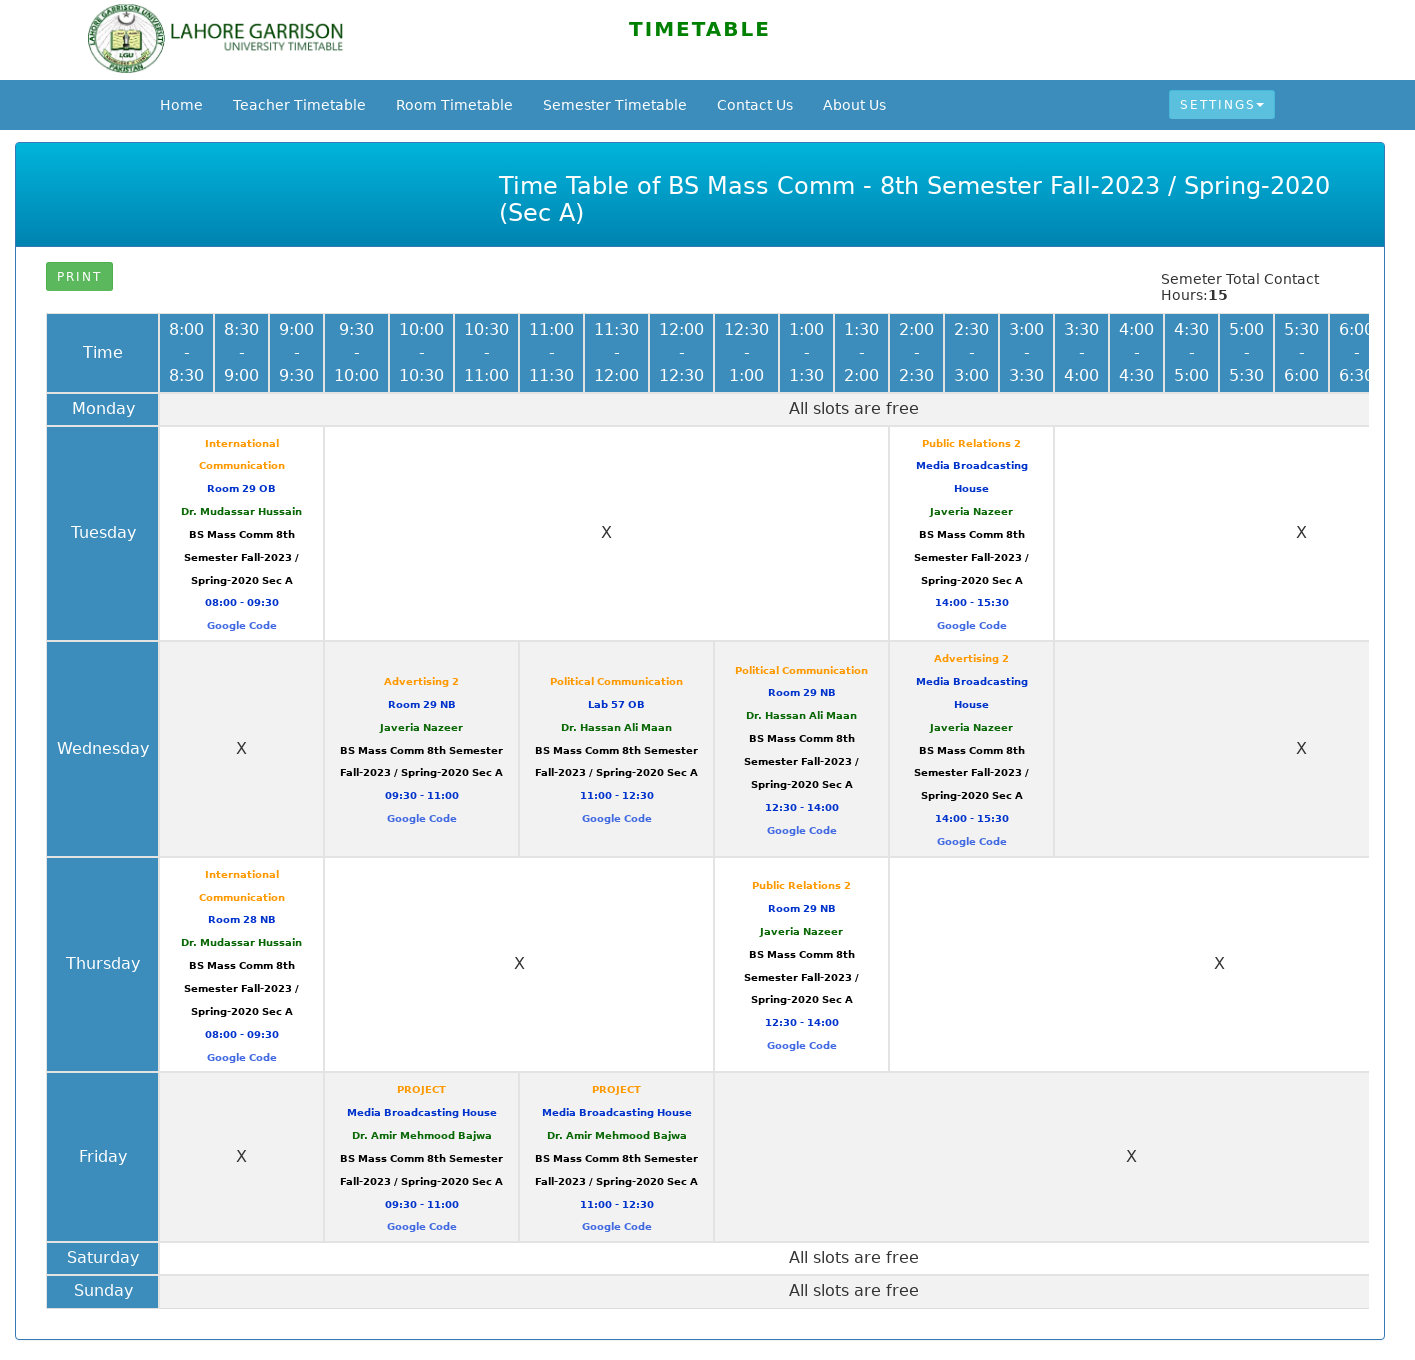 LAHORE GARRISON
UNIVERSITY TIMETABLE
LGU
PAKISTAN
TIMETABLE
Home Teacher Timetable Room Timetable Semester Timetable Contact Us About Us SETTINGS
Time Table of BS Mass Comm - 8th Semester Fall-2023 / Spring-2020
(Sec A)
PRINT
Semeter Total Contact
Hours:15
Time
8:00 - 8:30
8:30 - 9:00
9:00 - 9:30
9:30 - 10:00
10:00 - 10:30
10:30 - 11:00
11:00 - 11:30
11:30 - 12:00
12:00 - 12:30
12:30 - 1:00
1:00 - 1:30
1:30 - 2:00
2:00 - 2:30
2:30 - 3:00
3:00 - 3:30
3:30 - 4:00
4:00 - 4:30
4:30 - 5:00
5:00 - 5:30
5:30 - 6:00
6:00 - 6:30
Monday
All slots are free
Tuesday
International
Communication
Room 29 OB
Dr. Mudassar Hussain
BS Mass Comm 8th
Semester Fall-2023 /
Spring-2020 Sec A
08:00 - 09:30
Google Code
X
Public Relations 2
Media Broadcasting
House
Javeria Nazeer
BS Mass Comm 8th
Semester Fall-2023 /
Spring-2020 Sec A
14:00 - 15:30
Google Code
X
Wednesday
X
Advertising 2
Room 29 NB
Javeria Nazeer
BS Mass Comm 8th Semester
Fall-2023 / Spring-2020 Sec A
09:30 - 11:00
Google Code
Political Communication
Lab 57 OB
Dr. Hassan Ali Maan
BS Mass Comm 8th Semester
Fall-2023 / Spring-2020 Sec A
11:00 - 12:30
Google Code
Political Communication
Room 29 NB
Dr. Hassan Ali Maan
BS Mass Comm 8th
Semester Fall-2023 /
Spring-2020 Sec A
12:30 - 14:00
Google Code
Advertising 2
Media Broadcasting
House
Javeria Nazeer
BS Mass Comm 8th
Semester Fall-2023 /
Spring-2020 Sec A
14:00 - 15:30
Google Code
X
Thursday
International
Communication
Room 28 NB
Dr. Mudassar Hussain
BS Mass Comm 8th
Semester Fall-2023 /
Spring-2020 Sec A
08:00 - 09:30
Google Code
X
Public Relations 2
Room 29 NB
Javeria Nazeer
BS Mass Comm 8th
Semester Fall-2023 /
Spring-2020 Sec A
12:30 - 14:00
Google Code
X
Friday
X
PROJECT
Media Broadcasting House
Dr. Amir Mehmood Bajwa
BS Mass Comm 8th Semester
Fall-2023 / Spring-2020 Sec A
09:30 - 11:00
Google Code
PROJECT
Media Broadcasting House
Dr. Amir Mehmood Bajwa
BS Mass Comm 8th Semester
Fall-2023 / Spring-2020 Sec A
11:00 - 12:30
Google Code
X
Saturday
All slots are free
Sunday
All slots are free